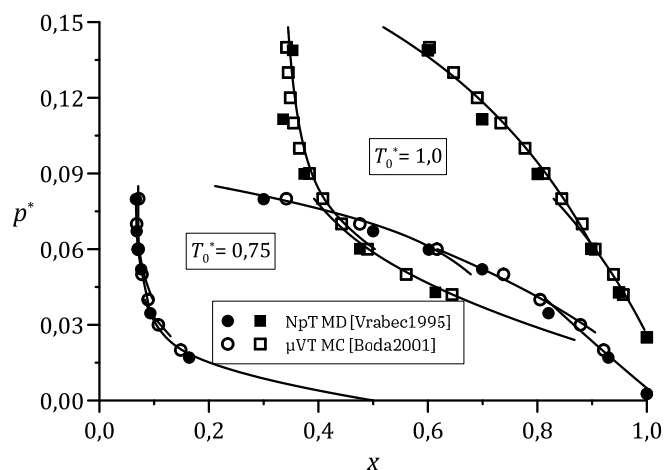 0,15
0,12
0,09
0,06
0,03
0,00
p*
T₀* = 1,0
T₀* = 0,75
NpT MD [Vrabec1995]
μVT MC [Boda2001]
0,0 0,2 0,4 0,6 0,8 1,0
x